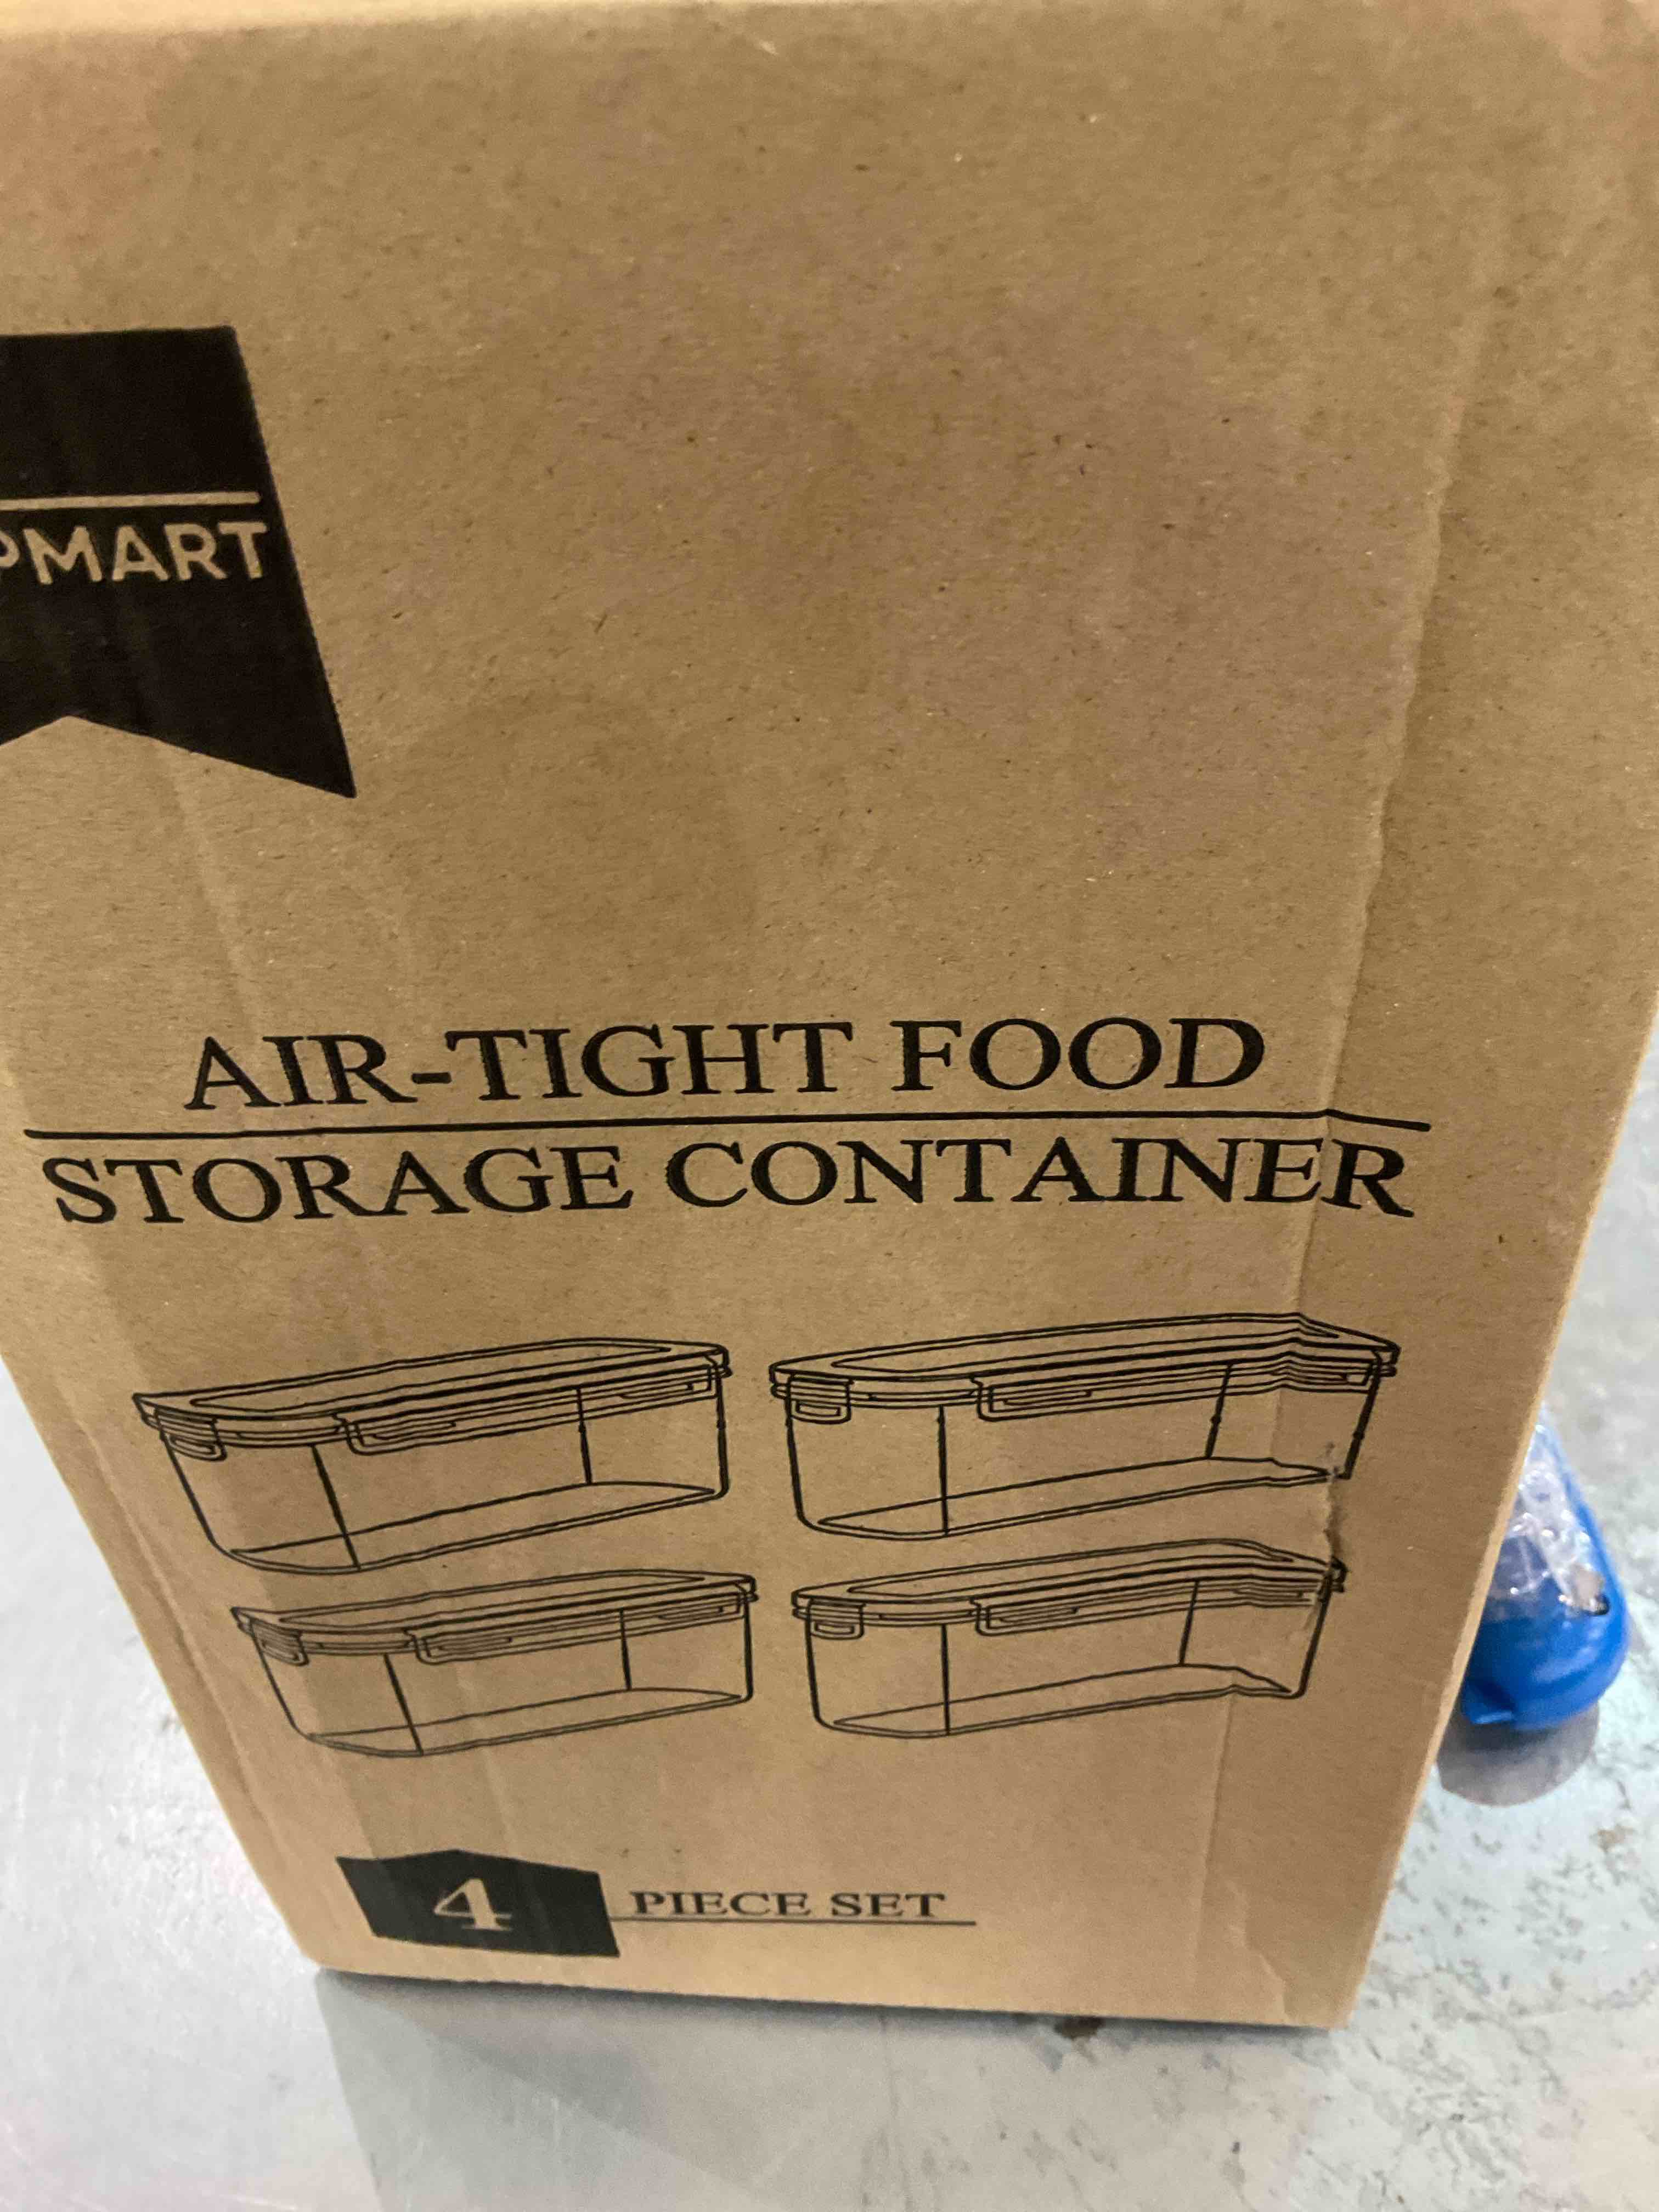 PMART
AIR-TIGHT FOOD
STORAGE CONTAINER
4 PIECE SET